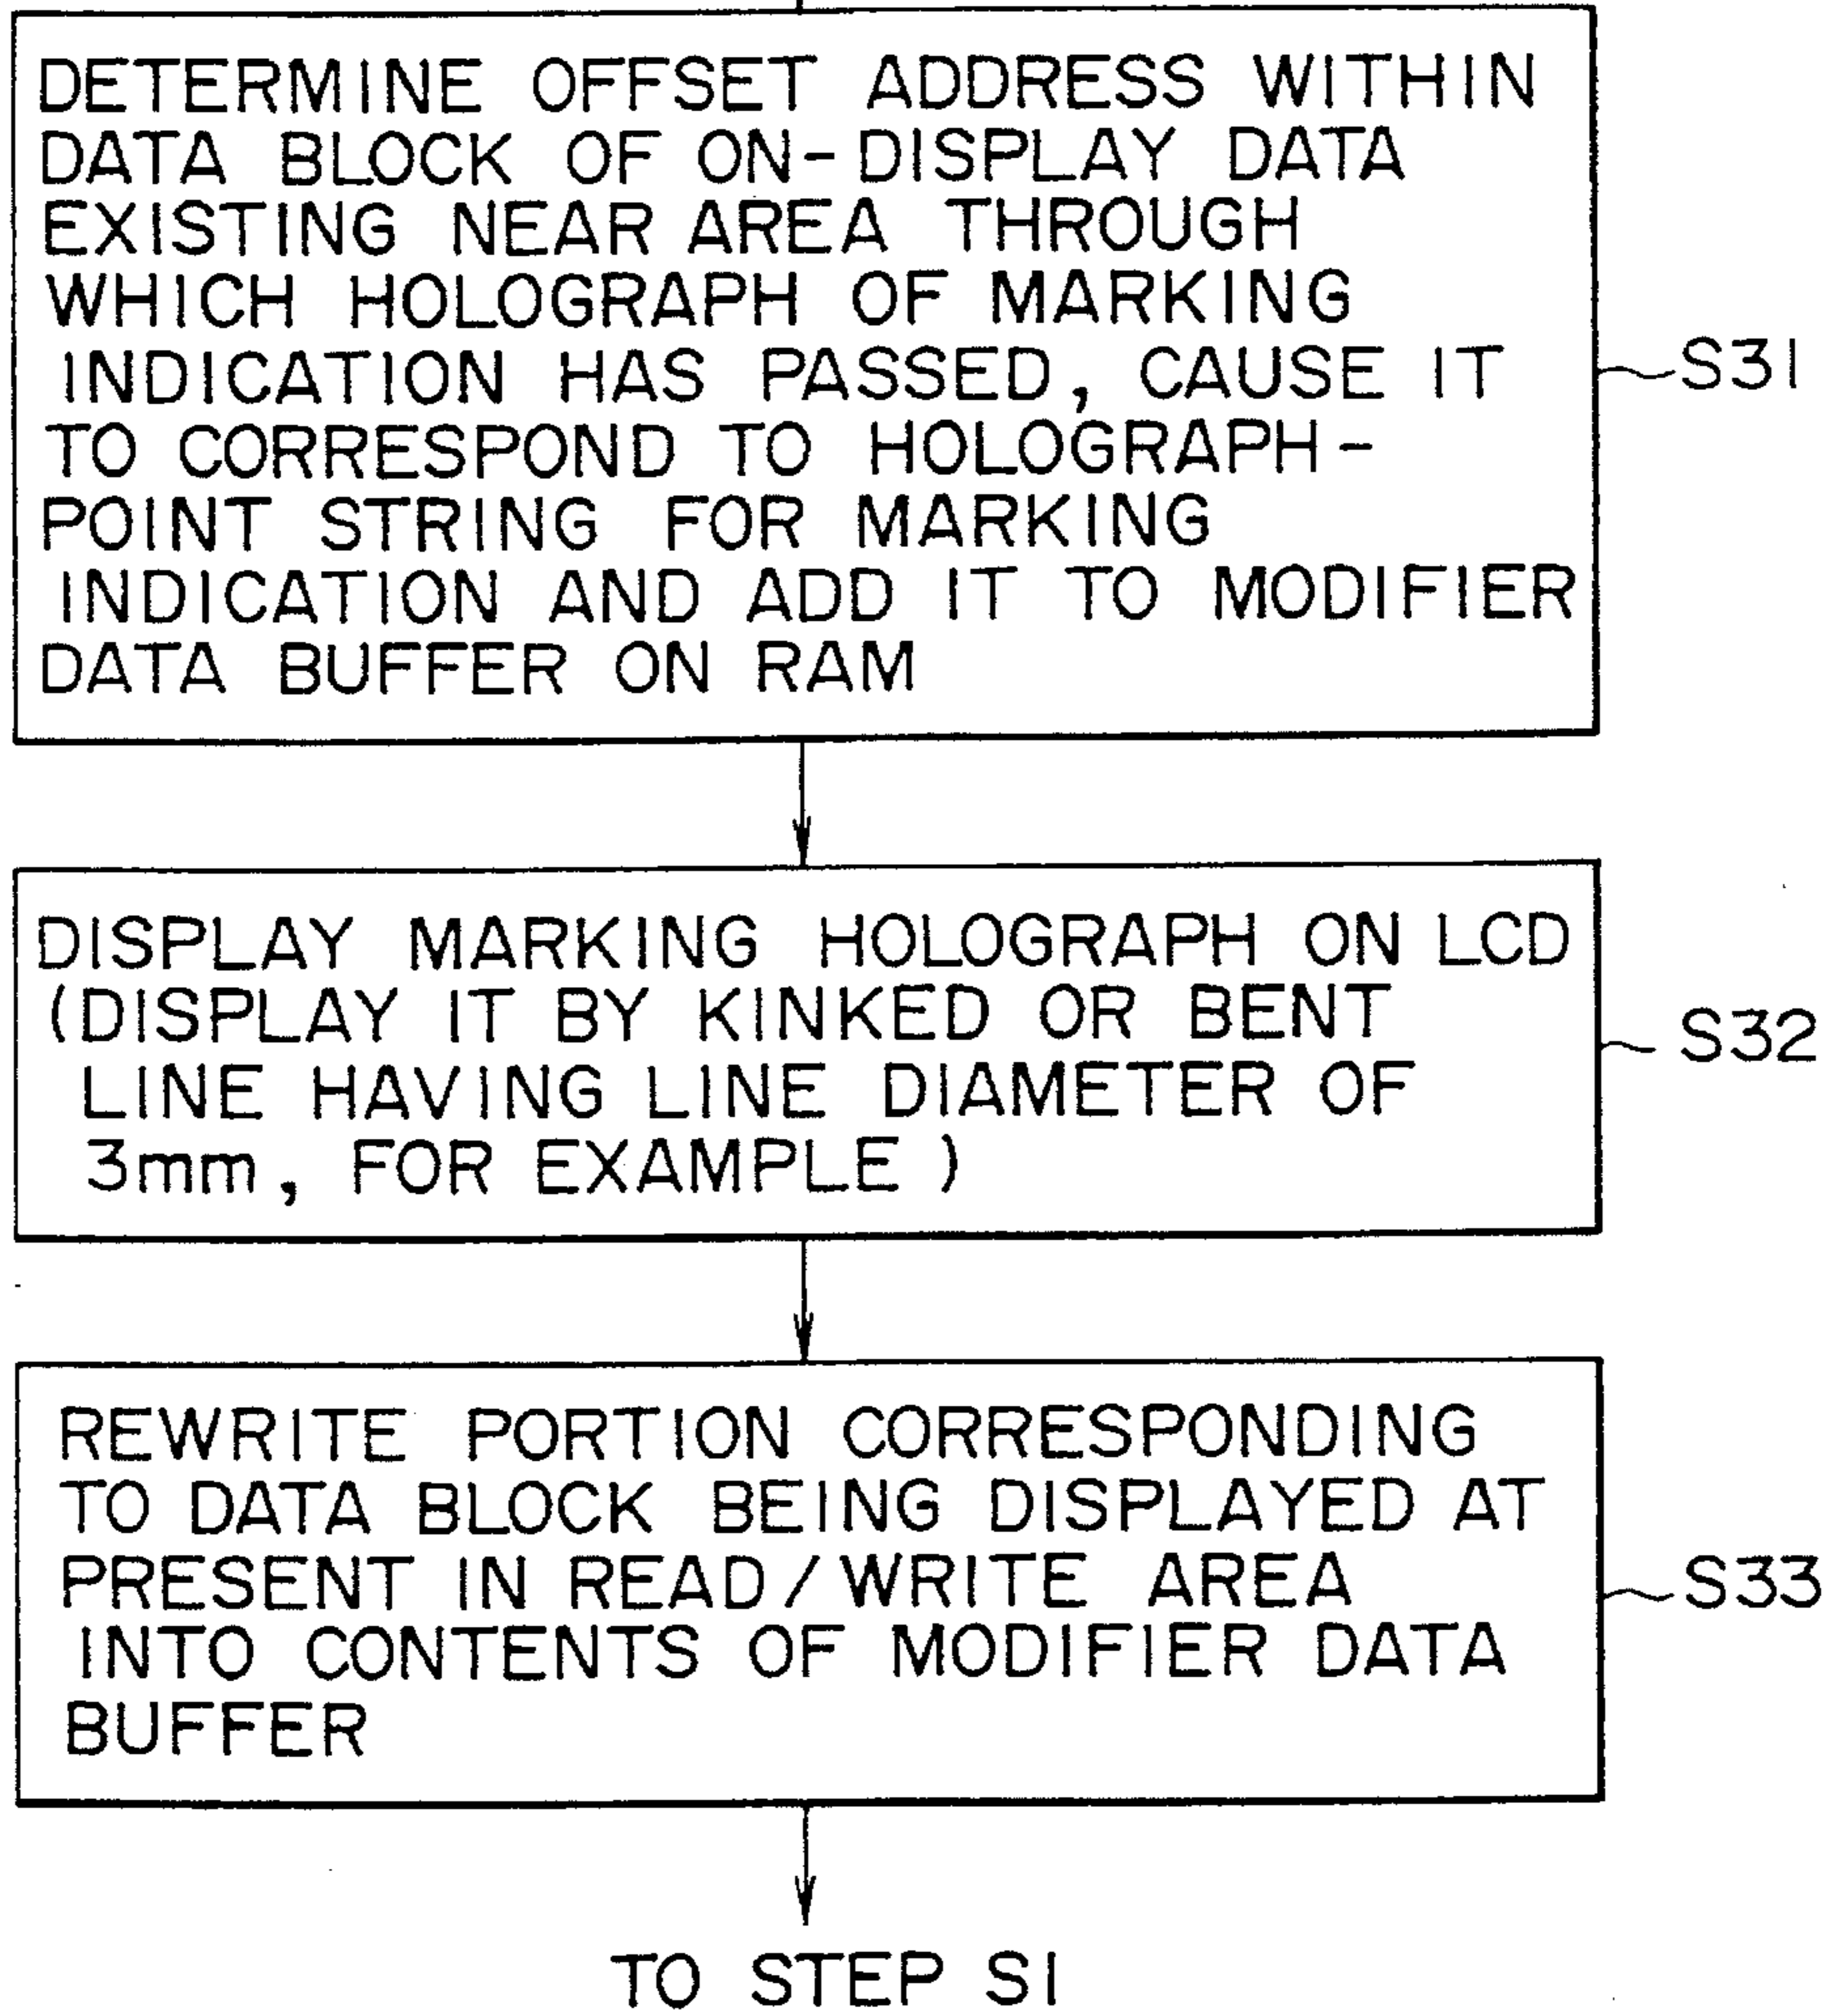 DETERMINE OFFSET ADDRESS WITHIN
DATA BLOCK OF ON-DISPLAY DATA
EXISTING NEAR AREA THROUGH
WHICH HOLOGRAPH OF MARKING
INDICATION HAS PASSED, CAUSE IT
TO CORRESPOND TO HOLOGRAPH-
POINT STRING FOR MARKING
INDICATION AND ADD IT TO MODIFIER
DATA BUFFER ON RAM
S31
DISPLAY MARKING HOLOGRAPH ON LCD
(DISPLAY IT BY KINKED OR BENT
LINE HAVING LINE DIAMETER OF
3mm, FOR EXAMPLE)
S32
REWRITE PORTION CORRESPONDING
TO DATA BLOCK BEING DISPLAYED AT
PRESENT IN READ/WRITE AREA
INTO CONTENTS OF MODIFIER DATA
BUFFER
S33
TO STEP S1